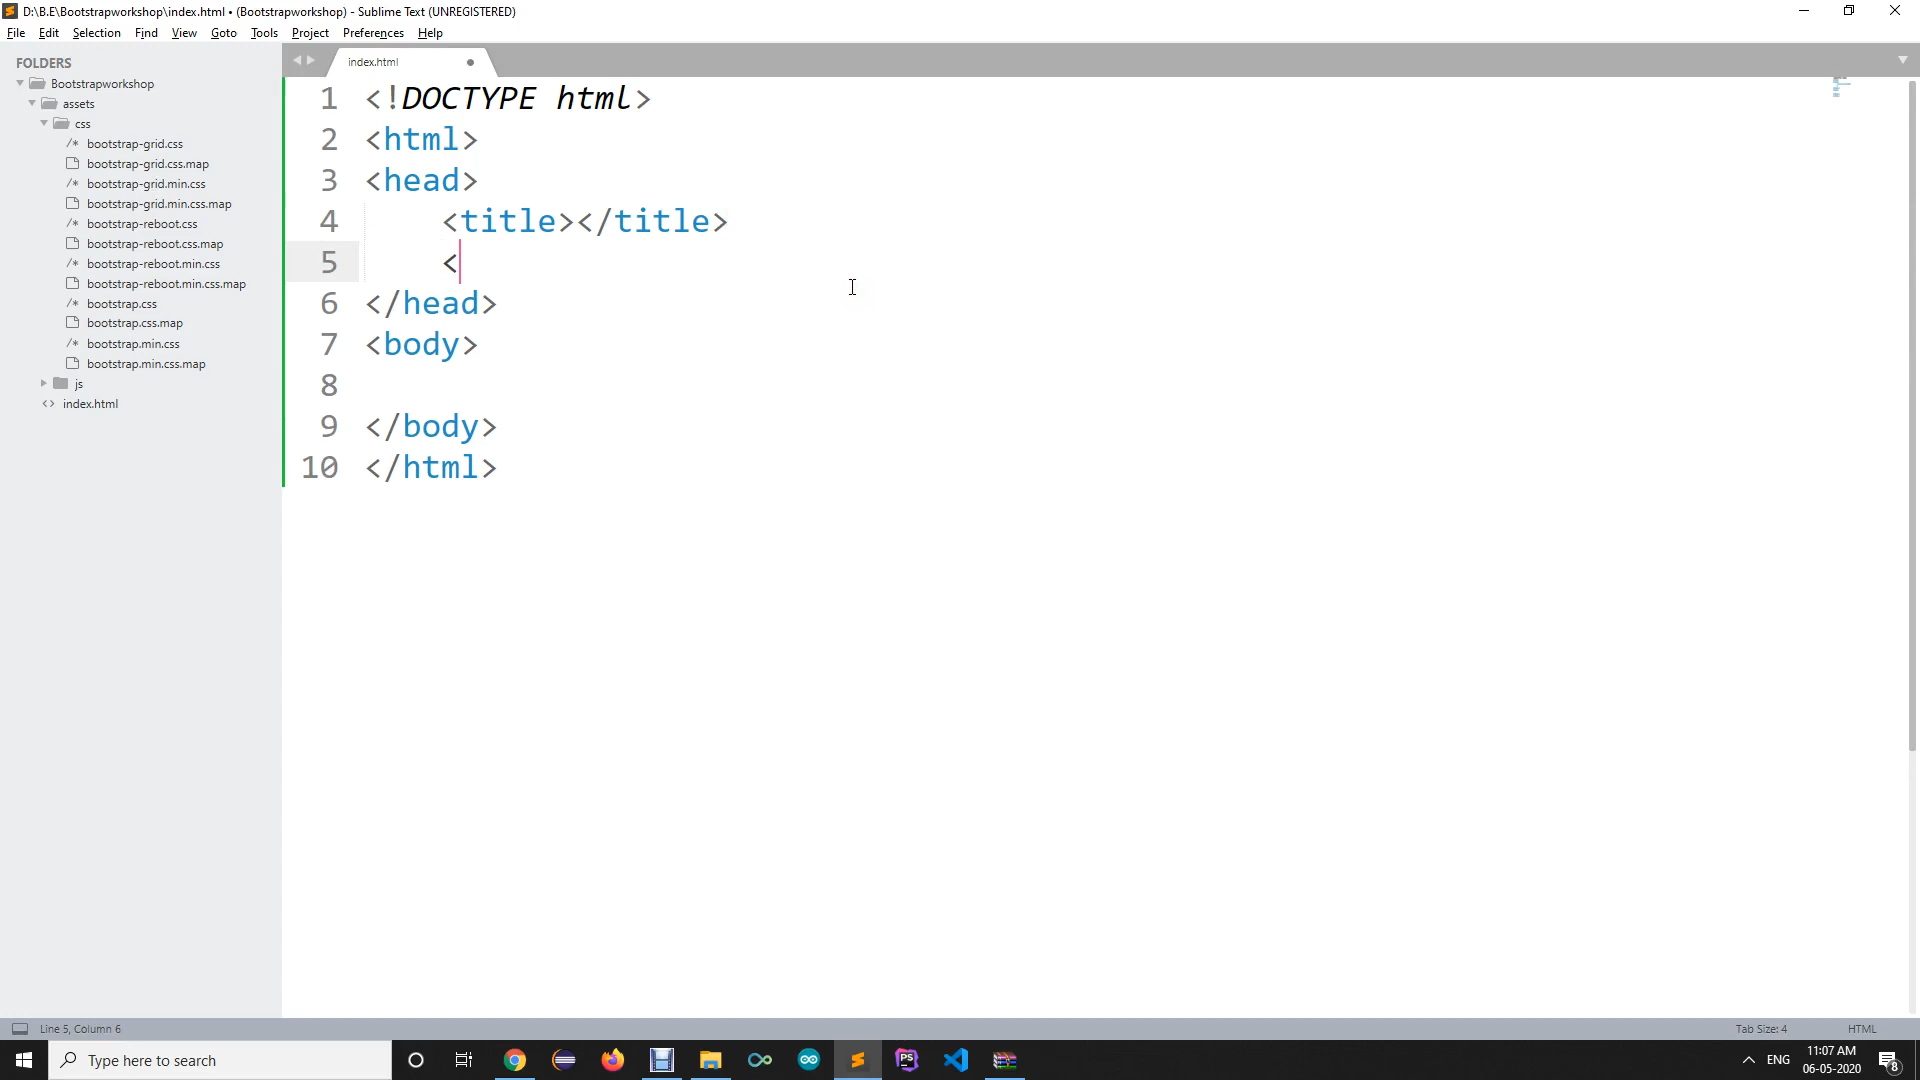 D:\B.E\Bootstrapworkshop\index.html • (Bootstrapworkshop) - Sublime Text (UNREGISTERED)
File Edit Selection Find View Goto Tools Project Preferences Help
FOLDERS
Bootstrapworkshop
assets
css
/* bootstrap-grid.css
bootstrap-grid.css.map
/* bootstrap-grid.min.css
bootstrap-grid.min.css.map
/* bootstrap-reboot.css
bootstrap-reboot.css.map
/* bootstrap-reboot.min.css
bootstrap-reboot.min.css.map
/* bootstrap.css
bootstrap.css.map
/* bootstrap.min.css
bootstrap.min.css.map
js
<> index.html
index.html
1 <!DOCTYPE html>
2 <html>
3 <head>
4 <title></title>
5 <
6 </head>
7 <body>
8
9 </body>
10 </html>
Line 5, Column 6
Tab Size: 4 HTML
Type here to search
PS
ENG
11:07 AM
06-05-2020
8